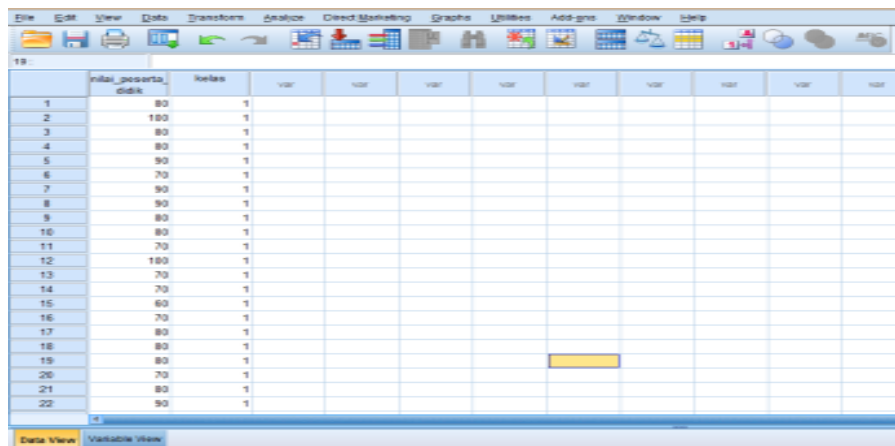 File Edit View Data Transform Analyze Direct Marketing Graphs Utilities Add-ons Window Help
19 :
nilai_peserta_didik kelas var var var var var var var var var
1 80 1
2 100 1
3 80 1
4 80 1
5 90 1
6 70 1
7 90 1
8 90 1
9 80 1
10 80 1
11 70 1
12 100 1
13 70 1
14 70 1
15 60 1
16 70 1
17 80 1
18 80 1
19 80 1
20 70 1
21 80 1
22 90 1
Data View Variable View